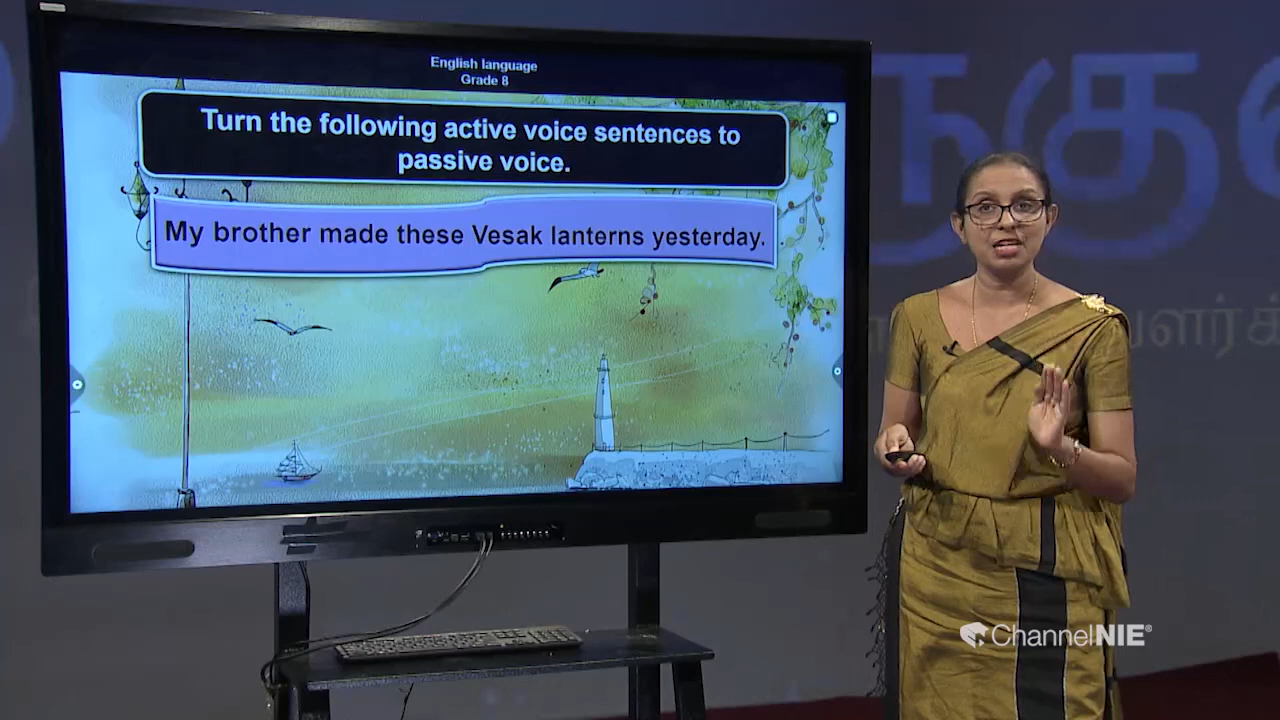 English language
Grade 8
Turn the following active voice sentences to
passive voice.
My brother made these Vesak lanterns yesterday.
ChannelNIE®